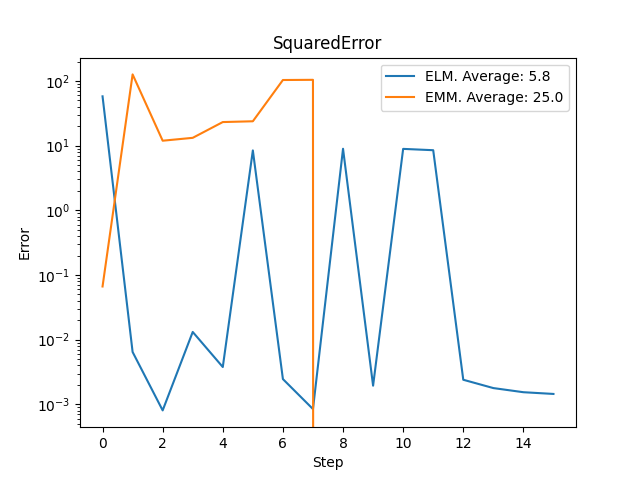 SquaredError
ELM. Average: 5.8
EMM. Average: 25.0
Error
10²
10¹
10⁰
10⁻¹
10⁻²
10⁻³
0 2 4 6 8 10 12 14
Step